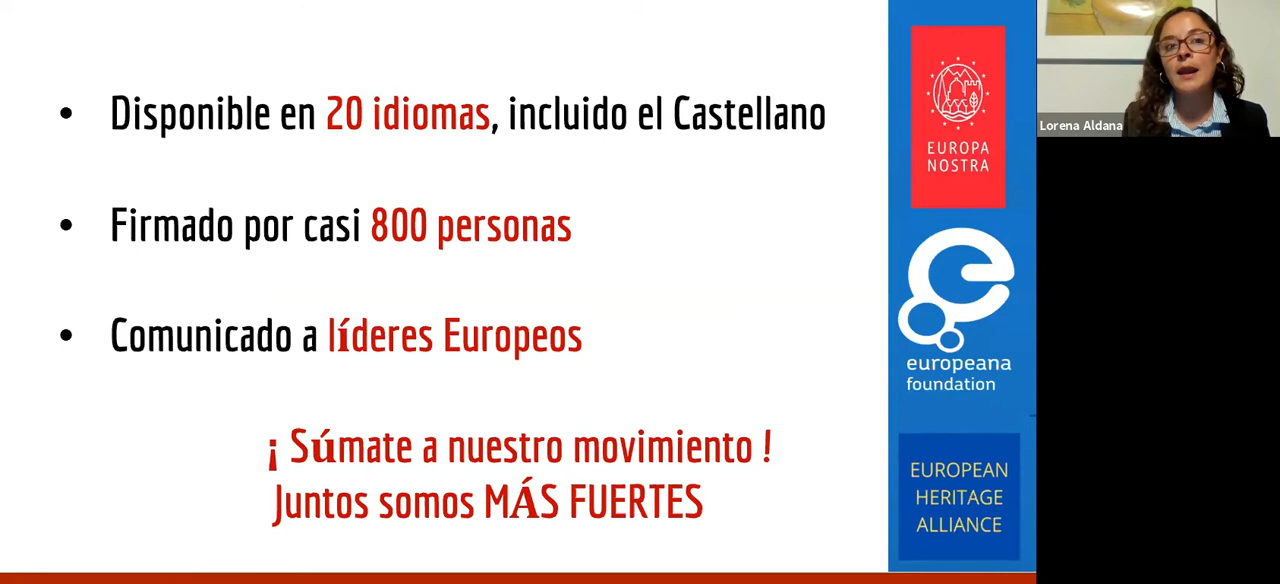 • Disponible en 20 idiomas, incluido el Castellano
• Firmado por casi 800 personas
• Comunicado a líderes Europeos
¡ Súmate a nuestro movimiento !
Juntos somos MÁS FUERTES
EUROPA
NOSTRA
europeana
foundation
EUROPEAN
HERITAGE
ALLIANCE
Lorena Aldana